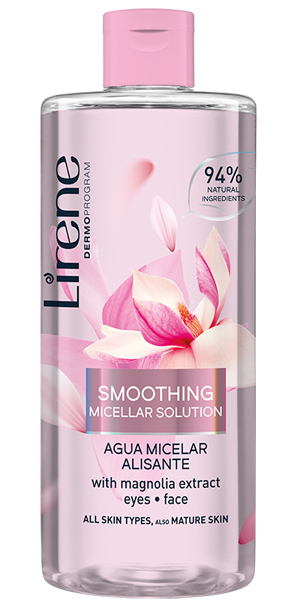 Lirene
DERMOPROGRAM
94%
NATURAL
INGREDIENTS
SMOOTHING
MICELLAR SOLUTION
AGUA MICELAR
ALISANTE
with magnolia extract
eyes • face
ALL SKIN TYPES, ALSO MATURE SKIN